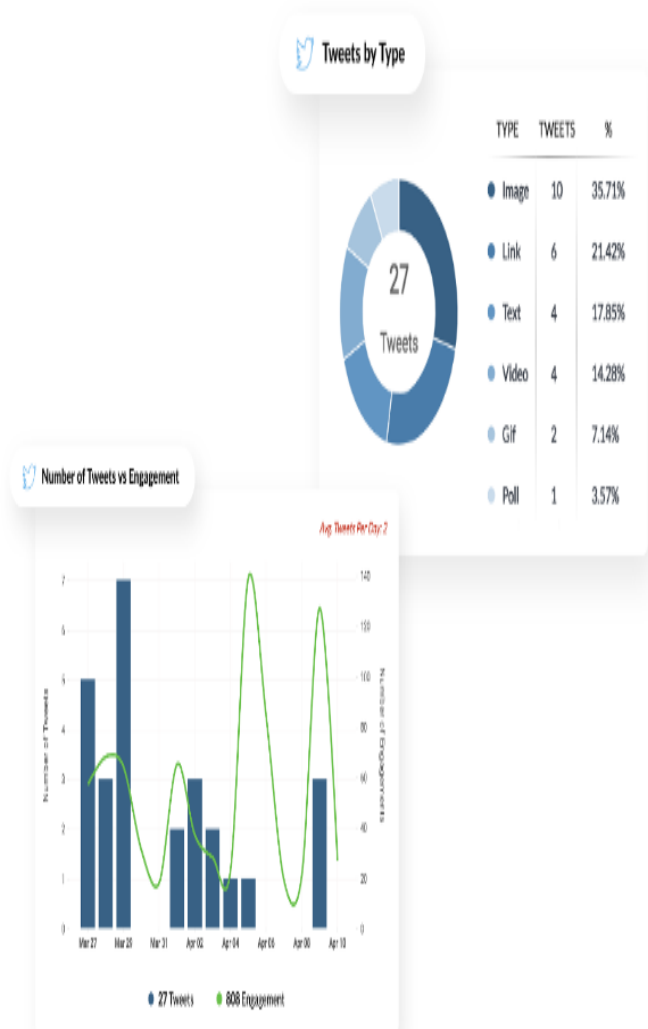 Tweets by Type
TYPE TWEETS %
Image 10 35.71%
Link 6 21.42%
Text 4 17.85%
Video 4 14.28%
Gif 2 7.14%
Poll 1 3.57%
27
Tweets
Number of Tweets vs Engagement
Avg. Tweets Per Day: 2
Number of Tweets
7
6
5
4
3
2
1
0
140
120
100
80
60
40
20
0
Number of Engagements
Mar 27 Mar 29 Mar 31 Apr 02 Apr 04 Apr 06 Apr 10
27 Tweets 808 Engagement